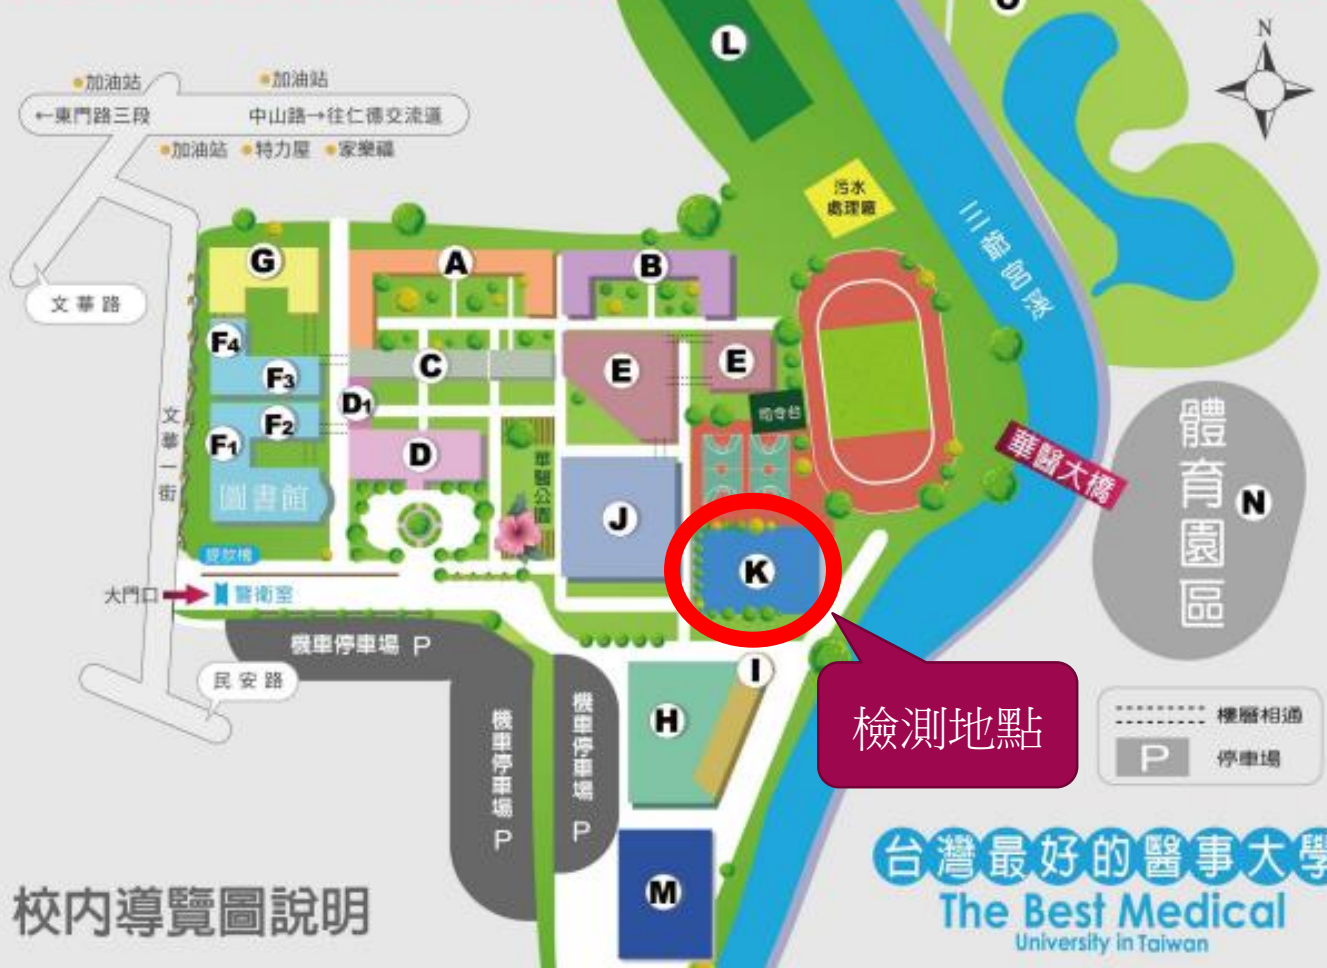 L
N
加油站
加油站
←東門路三段
中山路→往仁德交流道
加油站
特力屋
家樂福
污水
處理廠
三爺宮溪
G
A
B
文華路
F4
F3
C
E
E
D1
司令台
F2
F1
D
文華一街
圖書館
華醫公園
J
華醫大橋
體育園區
N
K
提款機
大門口
警衛室
機車停車場 P
民安路
I
H
機車停車場 P
機車停車場 P
檢測地點
樓層相通
P
停車場
M
台灣最好的醫事大學
The Best Medical
University in Taiwan
校內導覽圖說明